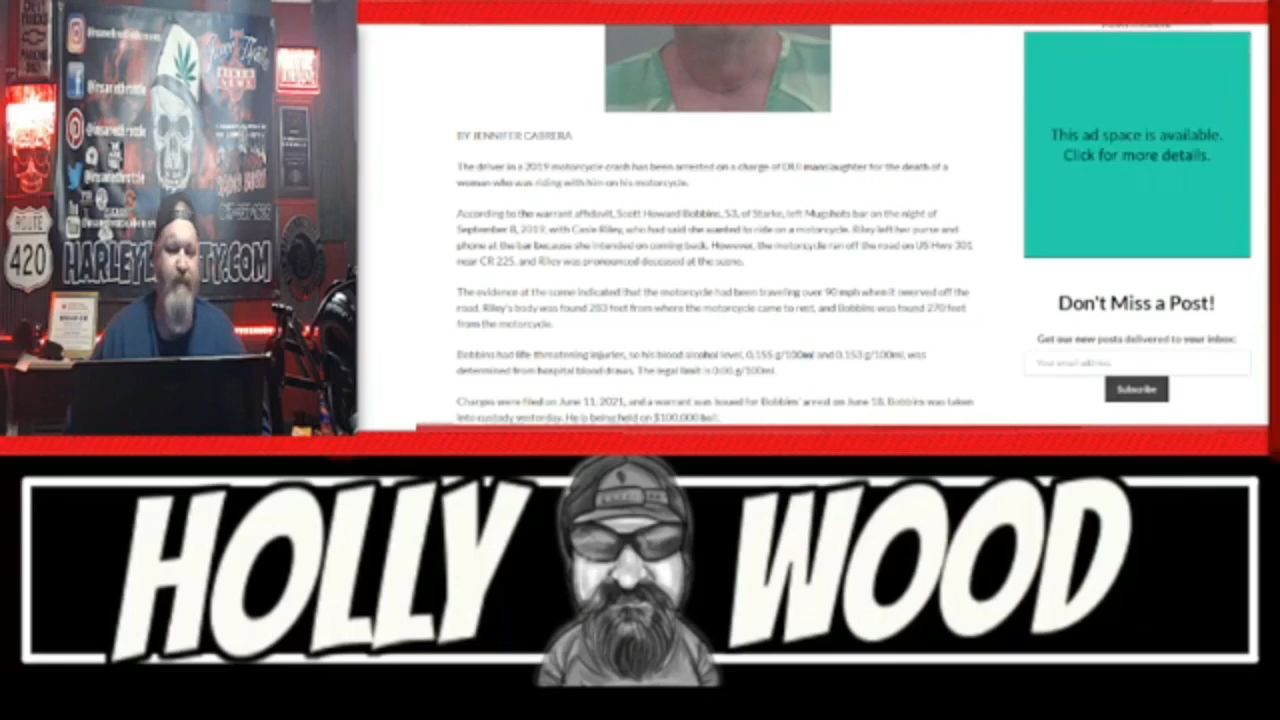 @insanethrottle
@insanethrottle
@insanethrottle
ROUTE
420
BIKER
NEWS
BY JENNIFER CABRERA
The driver in a 2019 motorcycle crash has been arrested on a charge of DUI manslaughter for the death of a
woman who was riding with him on his motorcycle.
According to the warrant affidavit, Scott Howard Bobbins, 53, of Starke, left Mugshots bar on the night of
September 8, 2019, with Casie Riley, who had said she wanted to ride on a motorcycle. Riley left her purse and
phone at the bar because she intended on coming back. However, the motorcycle ran off the road on US Hwy 301
near CR 225, and Riley was pronounced deceased at the scene.
The evidence at the scene indicated that the motorcycle had been traveling over 90 mph when it swerved off the
road. Riley's body was found 283 feet from where the motorcycle came to rest, and Bobbins was found 270 feet
from the motorcycle.
Bobbins had life-threatening injuries, so his blood alcohol level, 0.155 g/100ml and 0.153 g/100ml, was
determined from hospital blood draws. The legal limit is 0.08 g/100ml.
Charges were filed on June 11, 2021, and a warrant was issued for Bobbins' arrest on June 18. Bobbins was taken
into custody yesterday. He is being held on $100,000 bail.
This ad space is available.
Click for more details.
Don't Miss a Post!
Get our new posts delivered to your inbox:
Your email address
Subscribe
HOLLY WOOD